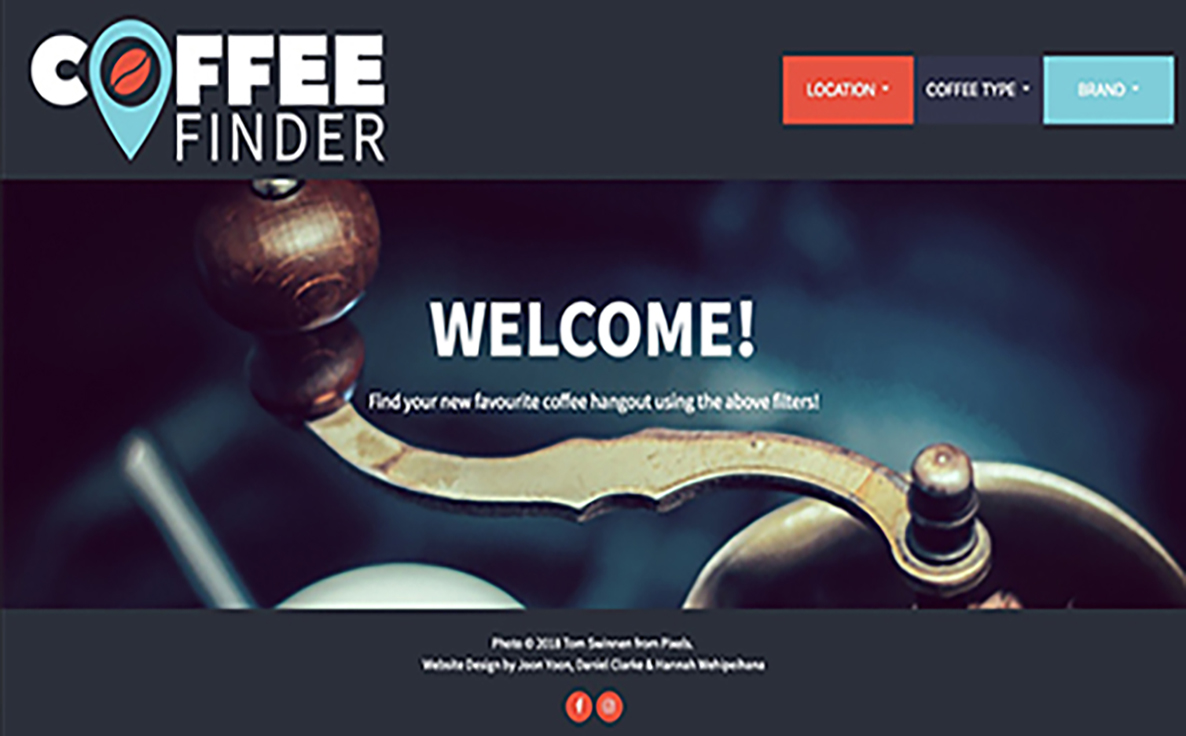 COFFEE
FINDER
LOCATION
COFFEE TYPE
BRAND
WELCOME!
Find your new favourite coffee hangout using the above filters!
Photo © 2018 Tom Swinnen from Pixels.
Website Design by Joon Yoon, Daniel Clarke & Hannah Wehipeihana